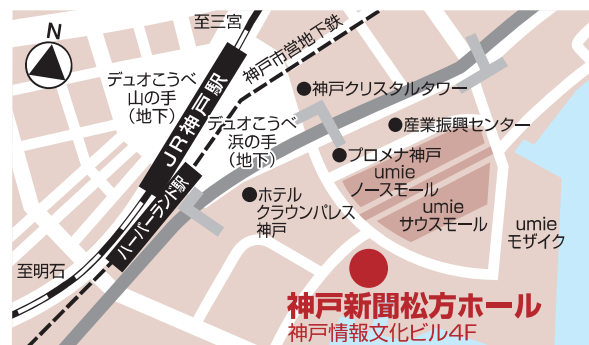 N
至三宮
神戸市営地下鉄
デュオこうべ
山の手
(地下)
JR神戸駅
デュオこうべ
浜の手
(地下)
神戸クリスタルタワー
産業振興センター
プロメナ神戸
umie
ノースモール
umie
サウスモール
umie
モザイク
ハーバーランド駅
ホテル
クラウンパレス
神戸
至明石
神戸新聞松方ホール
神戸情報文化ビル4F